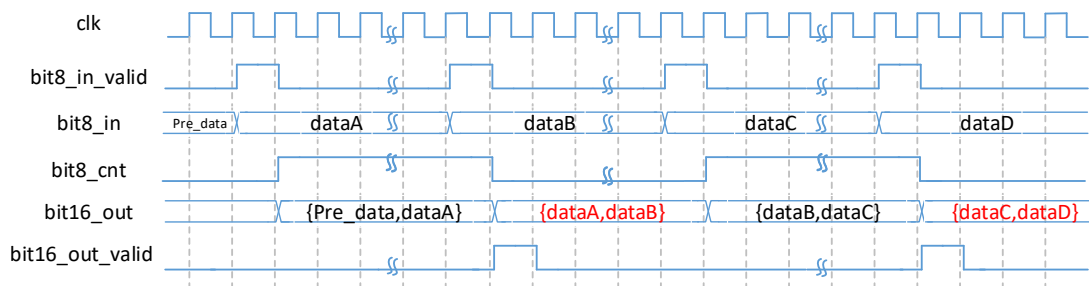 clk
bit8_in_valid
bit8_in Pre_data dataA dataB dataC dataD
bit8_cnt
bit16_out {Pre_data,dataA} {dataA,dataB} {dataB,dataC} {dataC,dataD}
bit16_out_valid